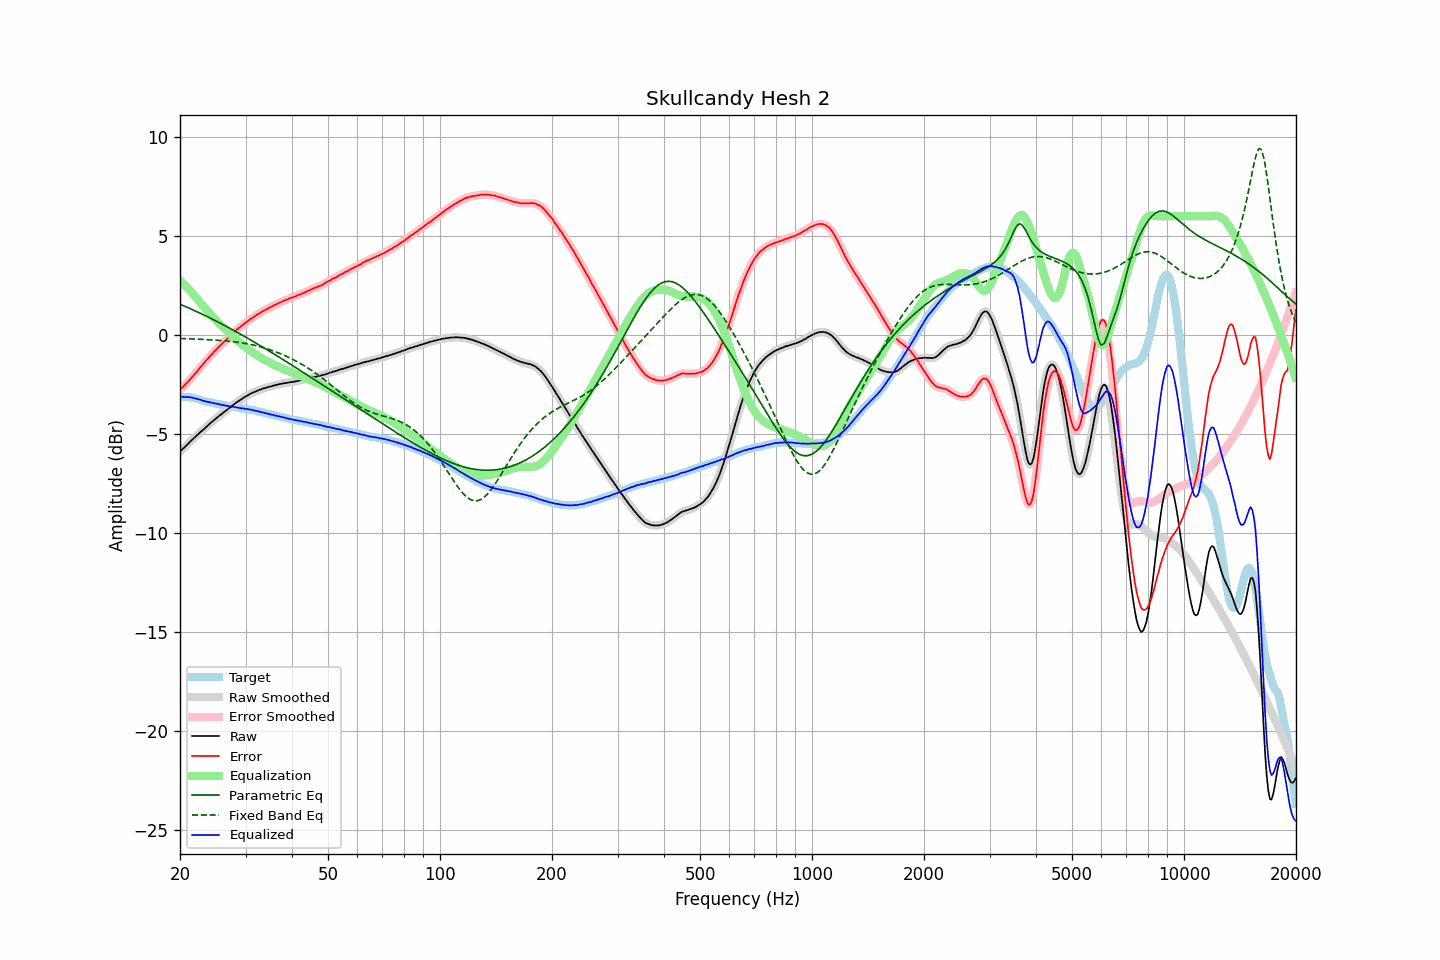 Skullcandy Hesh 2
Amplitude (dBr)
10
5
0
−5
−10
−15
−20
−25
Target
Raw Smoothed
Error Smoothed
Raw
Error
Equalization
Parametric Eq
Fixed Band Eq
Equalized
20 50 100 200 500 1000 2000 5000 10000 20000
Frequency (Hz)